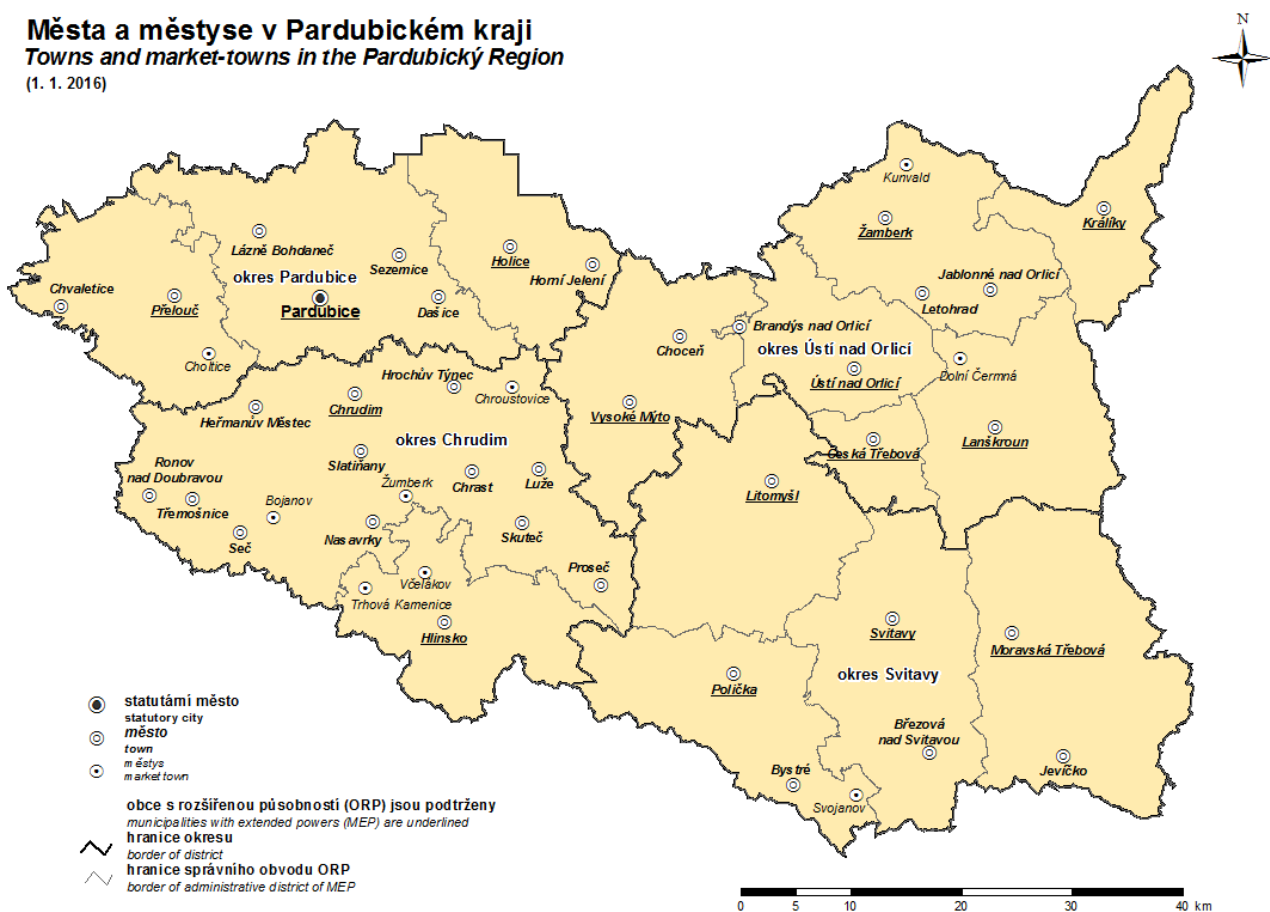 Města a městyse v Pardubickém kraji
Towns and market-towns in the Pardubický Region
(1. 1. 2016)
N
Kunvald
Žamberk
Králíky
Lázně Bohdaneč
Sezemice
Holice
Horní Jelení
Jablonné nad Orlicí
Letohrad
okres Pardubice
Pardubice
Dašice
Chvaletice
Přelouč
Choltice
Choceň
Brandýs nad Orlicí
okres Ústí nad Orlicí
Ústí nad Orlicí
Dolní Čermná
Hrochův Týnec
Chroustovice
Chrudim
Heřmanův Městec
okres Chrudim
Vysoké Mýto
Česká Třebová
Lanškroun
Slatiňany
Ronov
nad Doubravou
Třemošnice
Bojanov
Žumberk
Chrast
Luže
Litomyšl
Seč
Nasavrky
Skuteč
Proseč
Včelákov
Trhová Kamenice
Hlinsko
Svitavy
Moravská Třebová
Polička
okres Svitavy
Březová
nad Svitavou
Bystré
Svojanov
Jevíčko
statutární město
statutory city
město
town
městys
market town
obce s rozšířenou působností (ORP) jsou podtrženy
municipalities with extended powers (MEP) are underlined
hranice okresu
border of district
hranice správního obvodu ORP
border of administrative district of MEP
0 5 10 20 30 40 km